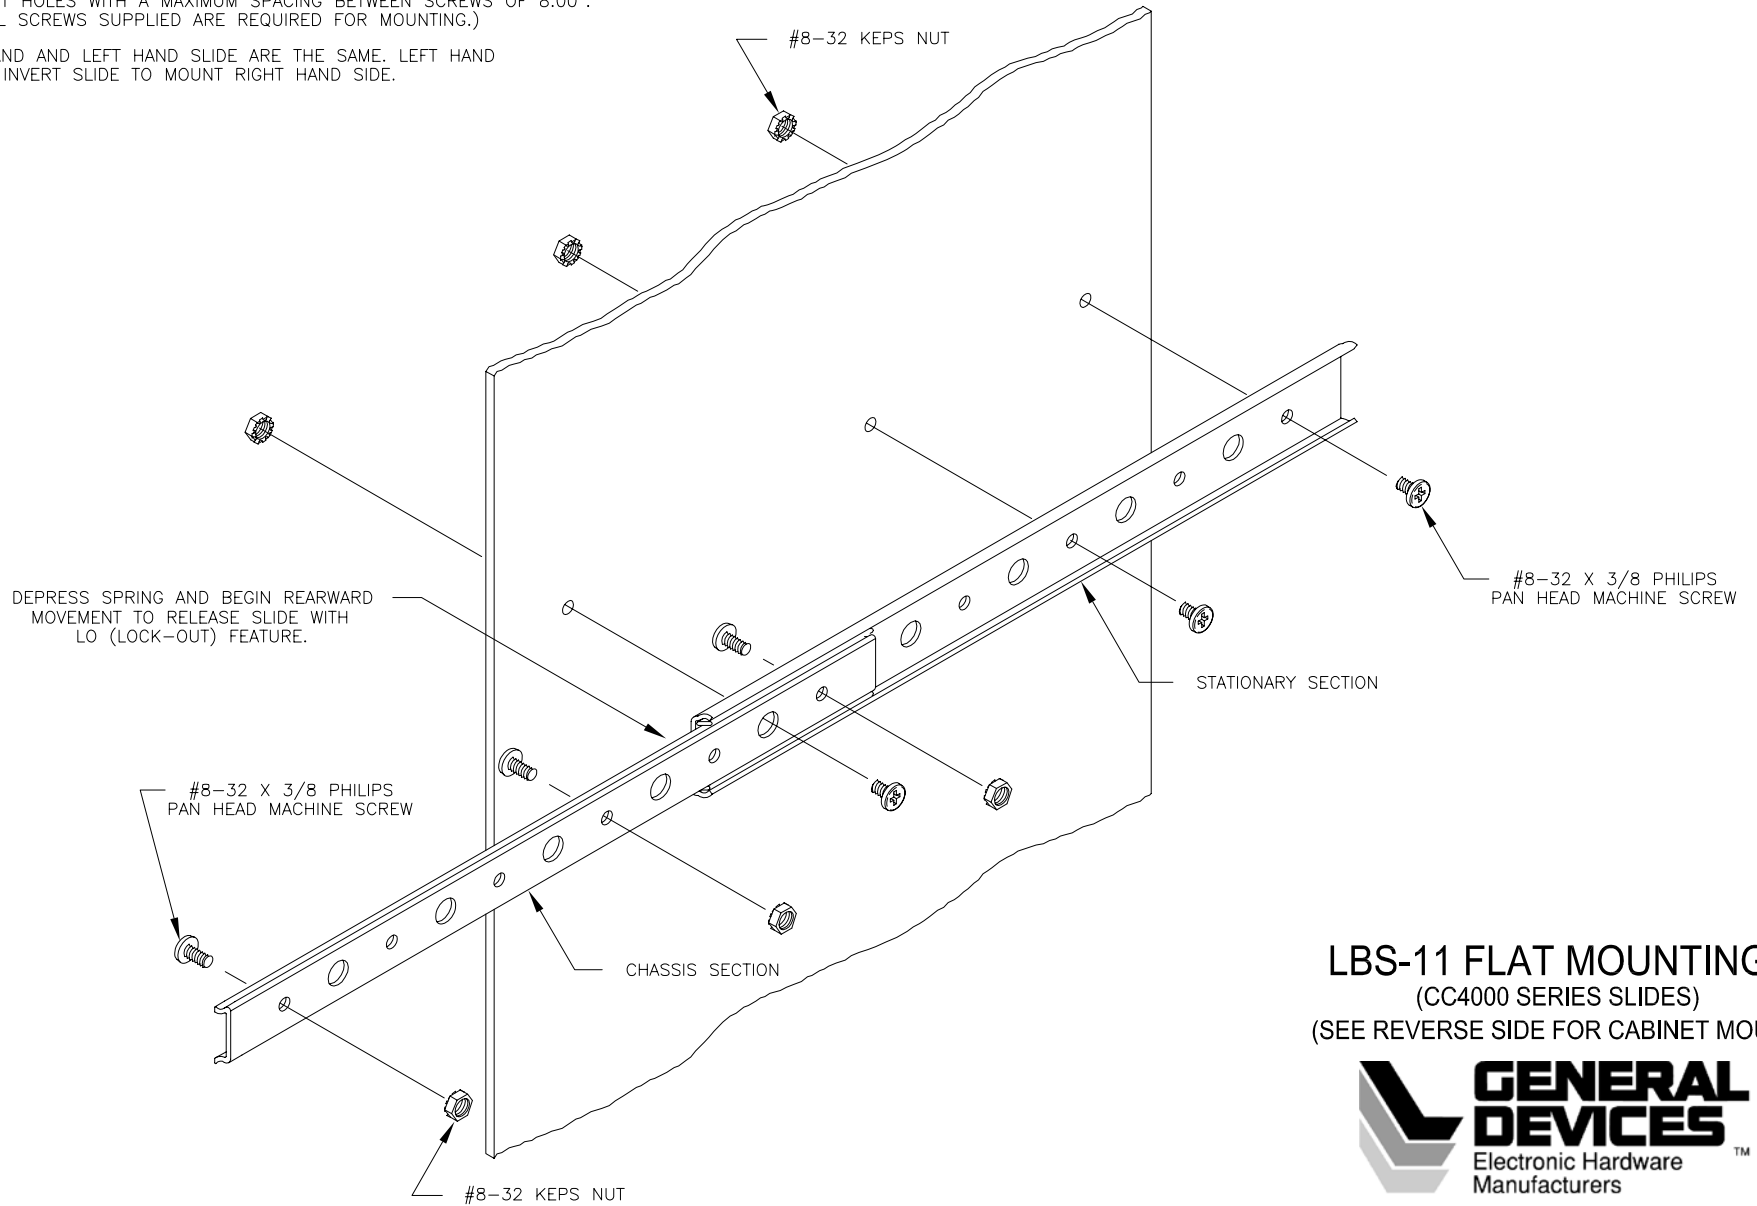 HOLES WITH A MAXIMUM SPACING BETWEEN SCREWS OF 8.00".
SCREWS SUPPLIED ARE REQUIRED FOR MOUNTING.)
AND LEFT HAND SLIDE ARE THE SAME. LEFT HAND
INVERT SLIDE TO MOUNT RIGHT HAND SIDE.
#8-32 KEPS NUT
DEPRESS SPRING AND BEGIN REARWARD
MOVEMENT TO RELEASE SLIDE WITH
LO (LOCK-OUT) FEATURE.
#8-32 X 3/8 PHILIPS
PAN HEAD MACHINE SCREW
STATIONARY SECTION
#8-32 X 3/8 PHILIPS
PAN HEAD MACHINE SCREW
CHASSIS SECTION
#8-32 KEPS NUT
LBS-11 FLAT MOUNTING
(CC4000 SERIES SLIDES)
(SEE REVERSE SIDE FOR CABINET
GENERAL
DEVICES
Electronic Hardware
Manufacturers
TM